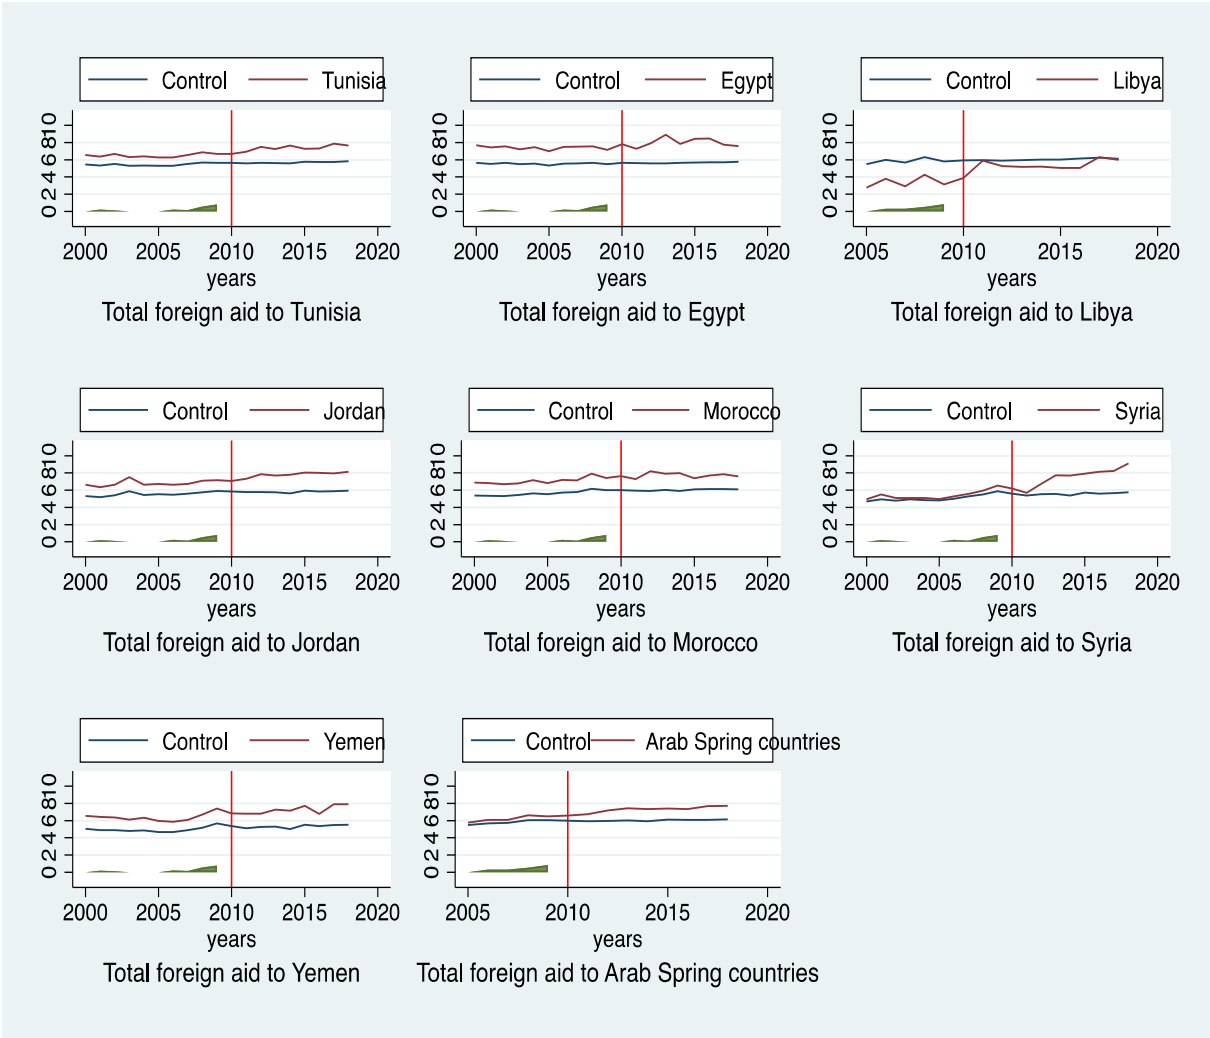 Control Tunisia
0 2 4 6 8 10
2000 2005 2010 2015 2020
years
Total foreign aid to Tunisia
Control Egypt
0 2 4 6 8 10
2000 2005 2010 2015 2020
years
Total foreign aid to Egypt
Control Libya
0 2 4 6 8 10
2005 2010 2015 2020
years
Total foreign aid to Libya
Control Jordan
0 2 4 6 8 10
2000 2005 2010 2015 2020
years
Total foreign aid to Jordan
Control Morocco
0 2 4 6 8 10
2000 2005 2010 2015 2020
years
Total foreign aid to Morocco
Control Syria
0 2 4 6 8 10
2000 2005 2010 2015 2020
years
Total foreign aid to Syria
Control Yemen
0 2 4 6 8 10
2000 2005 2010 2015 2020
years
Total foreign aid to Yemen
Control Arab Spring countries
0 2 4 6 8 10
2005 2010 2015 2020
years
Total foreign aid to Arab Spring countries